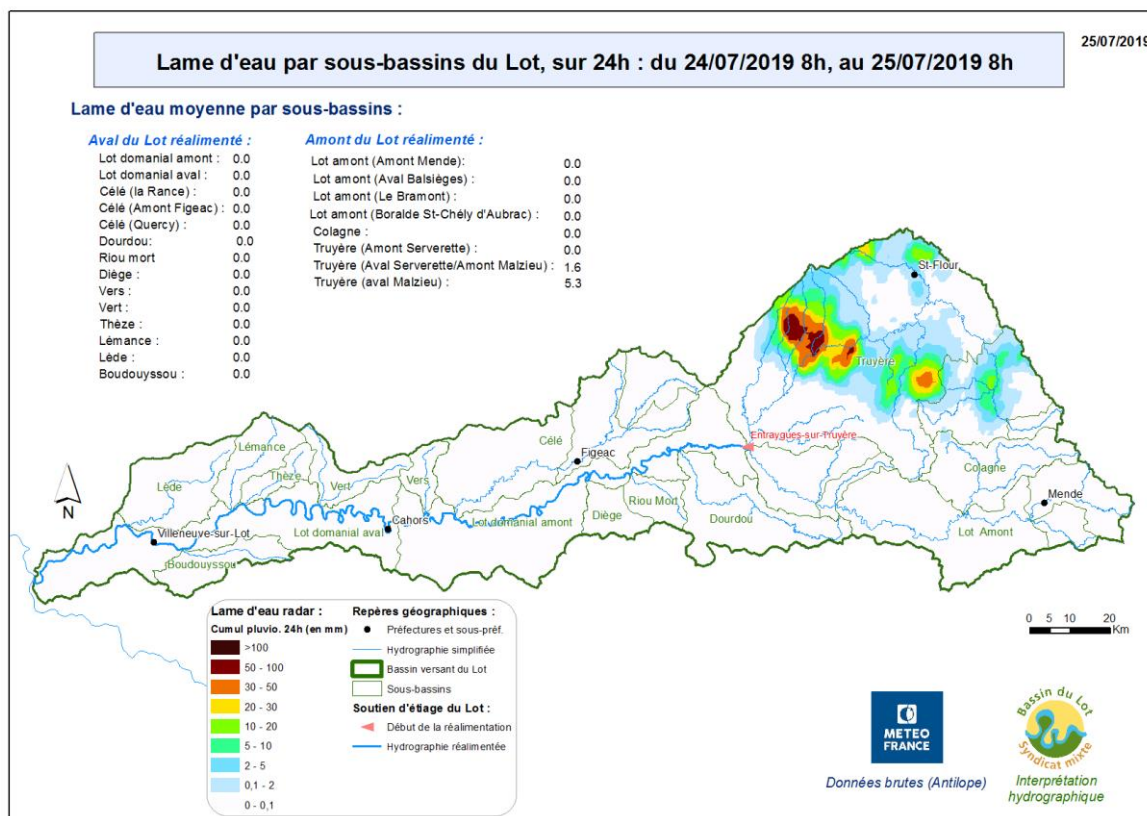 25/07/2019
Lame d'eau par sous-bassins du Lot, sur 24h : du 24/07/2019 8h, au 25/07/2019 8h
Lame d'eau moyenne par sous-bassins :
Aval du Lot réalimenté :
Lot domanial amont : 0.0
Lot domanial aval : 0.0
Célé (la Rance) : 0.0
Célé (Amont Figeac) : 0.0
Célé (Quercy) : 0.0
Dourdou: 0.0
Riou mort 0.0
Diège : 0.0
Vers : 0.0
Vert : 0.0
Thèze : 0.0
Lémance : 0.0
Lède : 0.0
Boudouyssou : 0.0
Amont du Lot réalimenté :
Lot amont (Amont Mende): 0.0
Lot amont (Aval Balsièges) : 0.0
Lot amont (Le Bramont) : 0.0
Lot amont (Boralde St-Chély d'Aubrac) : 0.0
Colagne : 0.0
Truyère (Amont Serverette) : 0.0
Truyère (Aval Serverette/Amont Malzieu) : 1.6
Truyère (aval Malzieu) : 5.3
St-Flour
Truyère
Entraygues-sur-Truyère
Célé
Figeac
Lémance
Thèze
Vert
Vers
Lède
Colagne
Mende
Riou Mort
Diège
Dourdou
Lot domanial amont
Cahors
Lot Amont
Villeneuve-sur-Lot
Lot domanial aval
Boudouyssou
N
Lame d'eau radar :
Cumul pluvio. 24h (en mm)
>100
50 - 100
30 - 50
20 - 30
10 - 20
5 - 10
2 - 5
0,1 - 2
0 - 0,1
Repères géographiques :
Préfectures et sous-préf.
Hydrographie simplifiée
Bassin versant du Lot
Sous-bassins
Soutien d'étiage du Lot :
Début de la réalimentation
Hydrographie réalimentée
0 5 10 20
Km
METEO
FRANCE
Données brutes (Antilope)
Bassin du Lot
Syndicat mixte
Interprétation
hydrographique